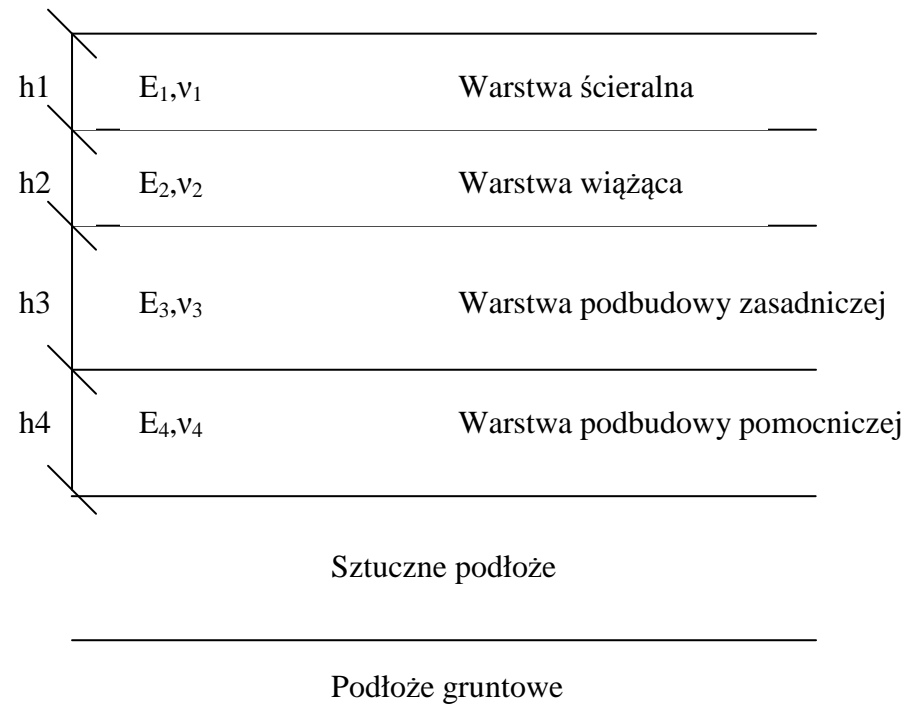 h1 E₁,ν₁ Warstwa ścieralna
h2 E₂,ν₂ Warstwa wiążąca
h3 E₃,ν₃ Warstwa podbudowy zasadniczej
h4 E₄,ν₄ Warstwa podbudowy pomocniczej
Sztuczne podłoże
Podłoże gruntowe